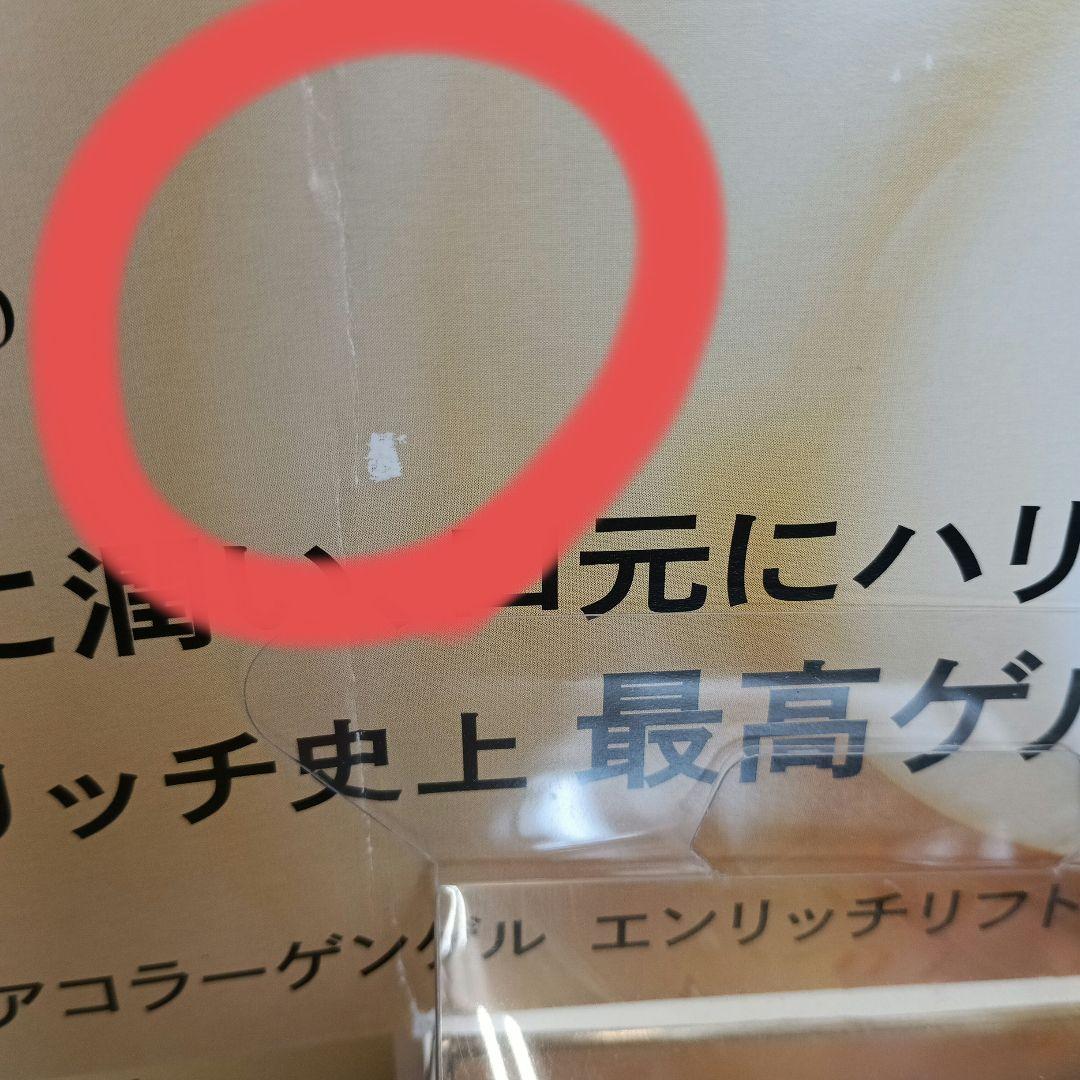 の
に潤い、目元にハリ
リッチ史上 最高ゲル
アコラーゲンゲル エンリッチリフト